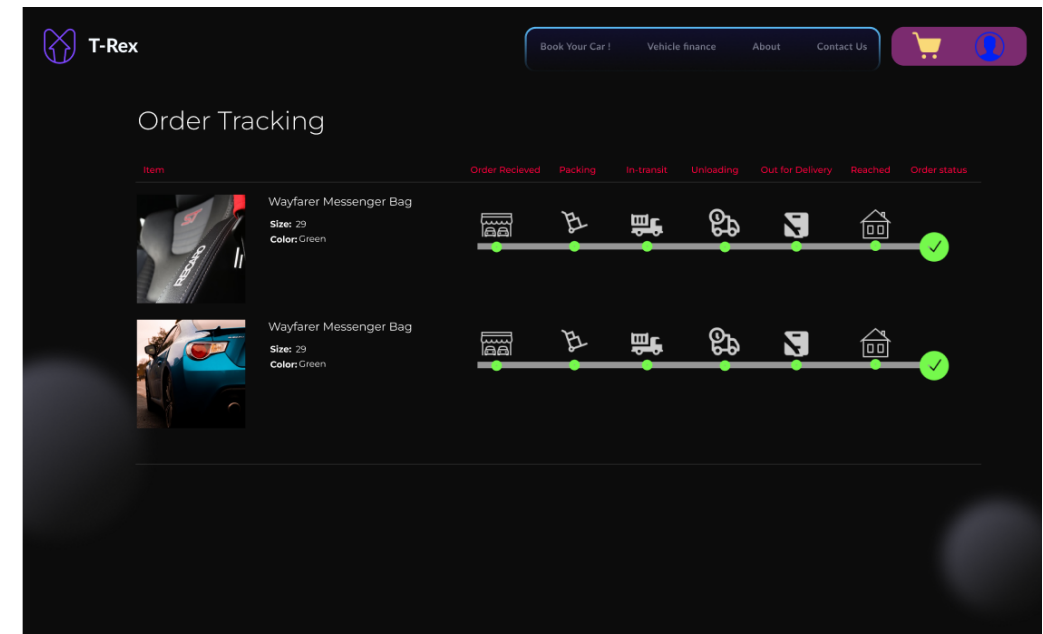 T-Rex
Book Your Car ! Vehicle finance About Contact Us
Order Tracking
Item Order Recieved Packing In-transit Unloading Out for Delivery Reached Order status
ST
RECARO
Wayfarer Messenger Bag
Size: 29
Color: Green
Wayfarer Messenger Bag
Size: 29
Color: Green